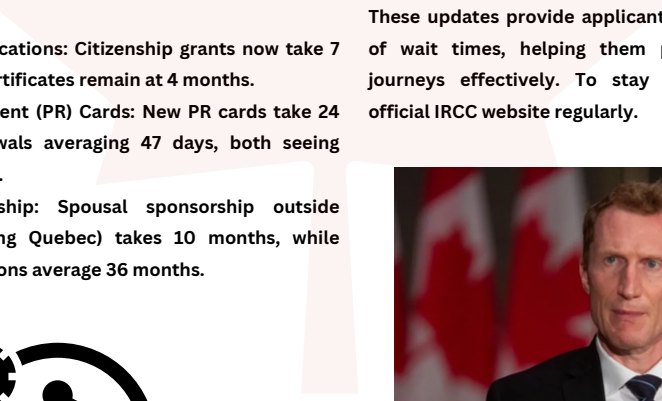 cations: Citizenship grants now take 7
rtificates remain at 4 months.
ent (PR) Cards: New PR cards take 24
wals averaging 47 days, both seeing
.
ship: Spousal sponsorship outside
ng Quebec) takes 10 months, while
ons average 36 months.
These updates provide applicant
of wait times, helping them
journeys effectively. To stay
official IRCC website regularly.